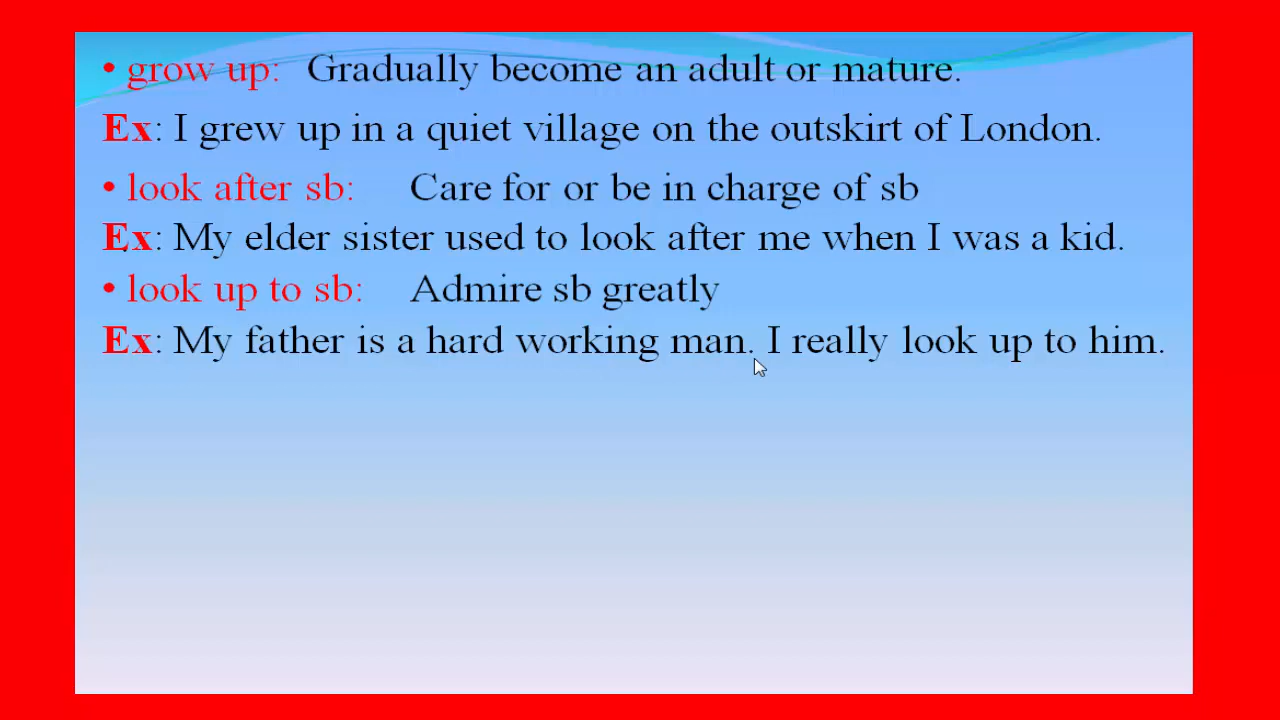 • grow up: Gradually become an adult or mature.
Ex: I grew up in a quiet village on the outskirt of London.
• look after sb: Care for or be in charge of sb
Ex: My elder sister used to look after me when I was a kid.
• look up to sb: Admire sb greatly
Ex: My father is a hard working man. I really look up to him.